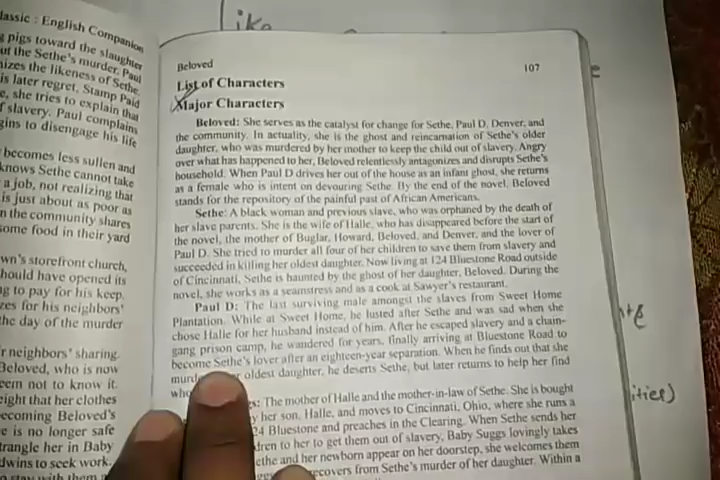 Like
lassic : English Companion
g pigs toward the slaughter
ut the Sethe's murder. Paul
nizes the likeness of Sethe.
is later regret, Stamp Paid
e, she tries to explain that
f slavery. Paul complains
gins to disengage his life
becomes less sullen and
knows Sethe cannot take
a job, not realizing that
is just about as poor as
n the community shares
some food in their yard
wn's storefront church,
hould have opened its
ng to pay for his keep.
zes for his neighbors'
the day of the murder
r neighbors' sharing.
Beloved, who is now
eem not to know it.
eight that her clothes
ecoming Beloved's
e is no longer safe
trangle her in Baby
dwins to seek work.
Beloved
107
List of Characters
Major Characters
Beloved: She serves as the catalyst for change for Sethe, Paul D, Denver, and
the community. In actuality, she is the ghost and reincarnation of Sethe's older
daughter, who was murdered by her mother to keep the child out of slavery. Angry
over what has happened to her, Beloved relentlessly antagonizes and disrupts Sethe's
household. When Paul D drives her out of the house as an infant ghost, she returns
as a female who is intent on devouring Sethe. By the end of the novel, Beloved
stands for the repository of the painful past of African Americans.
Sethe: A black woman and previous slave, who was orphaned by the death of
her slave parents. She is the wife of Halle, who has disappeared before the start of
the novel, the mother of Buglar, Howard, Beloved, and Denver, and the lover of
Paul D. She tried to murder all four of her children to save them from slavery and
succeeded in killing her oldest daughter. Now living at 124 Bluestone Road outside
of Cincinnati, Sethe is haunted by the ghost of her daughter, Beloved. During the
novel, she works as a seamstress and as a cook at Sawyer's restaurant.
Paul D: The last surviving male amongst the slaves from Sweet Home
Plantation. While at Sweet Home, he lusted after Sethe and was sad when she
chose Halle for her husband instead of him. After he escaped slavery and a chain-
gang prison camp, he wandered for years, finally arriving at Bluestone Road to
become Sethe's lover after an eighteen-year separation. When he finds out that she
oldest daughter, he deserts Sethe, but later returns to help her find
The mother of Halle and the mother-in-law of Sethe. She is bought
her son, Halle, and moves to Cincinnati, Ohio, where she runs a
24 Bluestone and preaches in the Clearing. When Sethe sends her
dren to her to get them out of slavery, Baby Suggs lovingly takes
ethe and her newborn appear on her doorstep, she welcomes them
recovers from Sethe's murder of her daughter. Within a
ities)